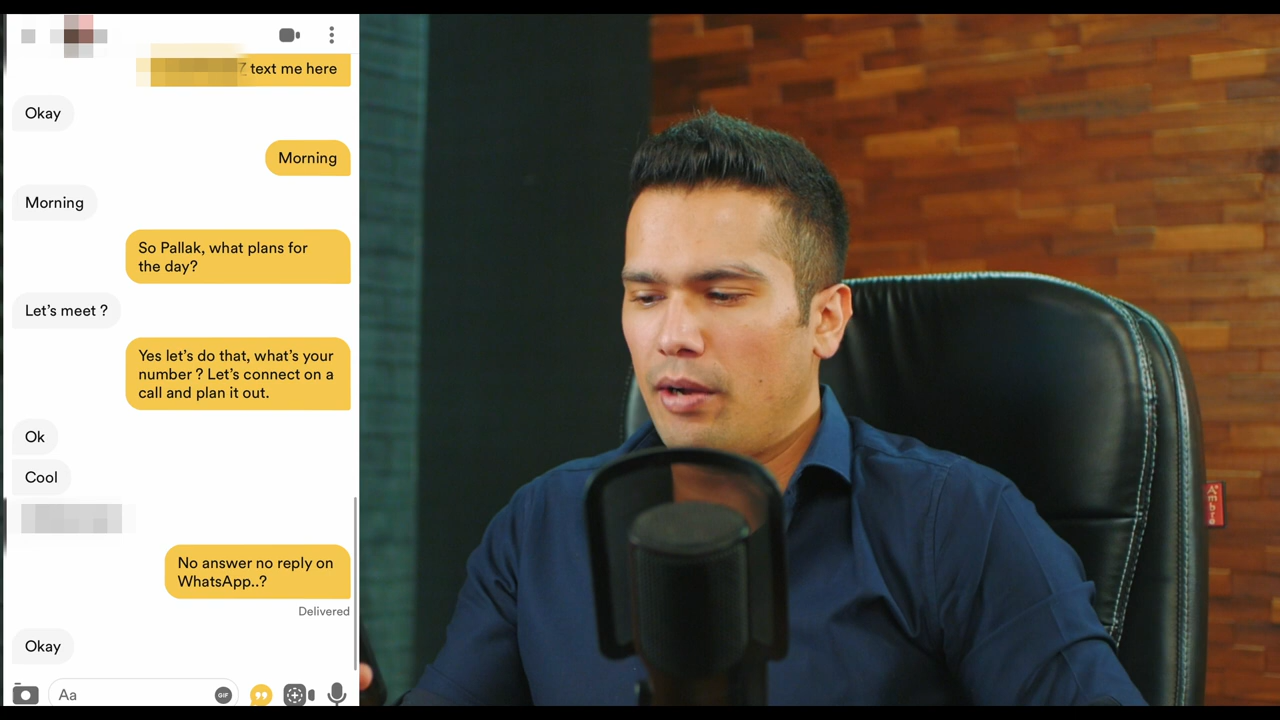 text me here
Okay
Morning
Morning
So Pallak, what plans for
the day?
Let's meet ?
Yes let's do that, what's your
number ? Let's connect on a
call and plan it out.
Ok
Cool
No answer no reply on
WhatsApp..?
Delivered
Okay
Aa
GIF